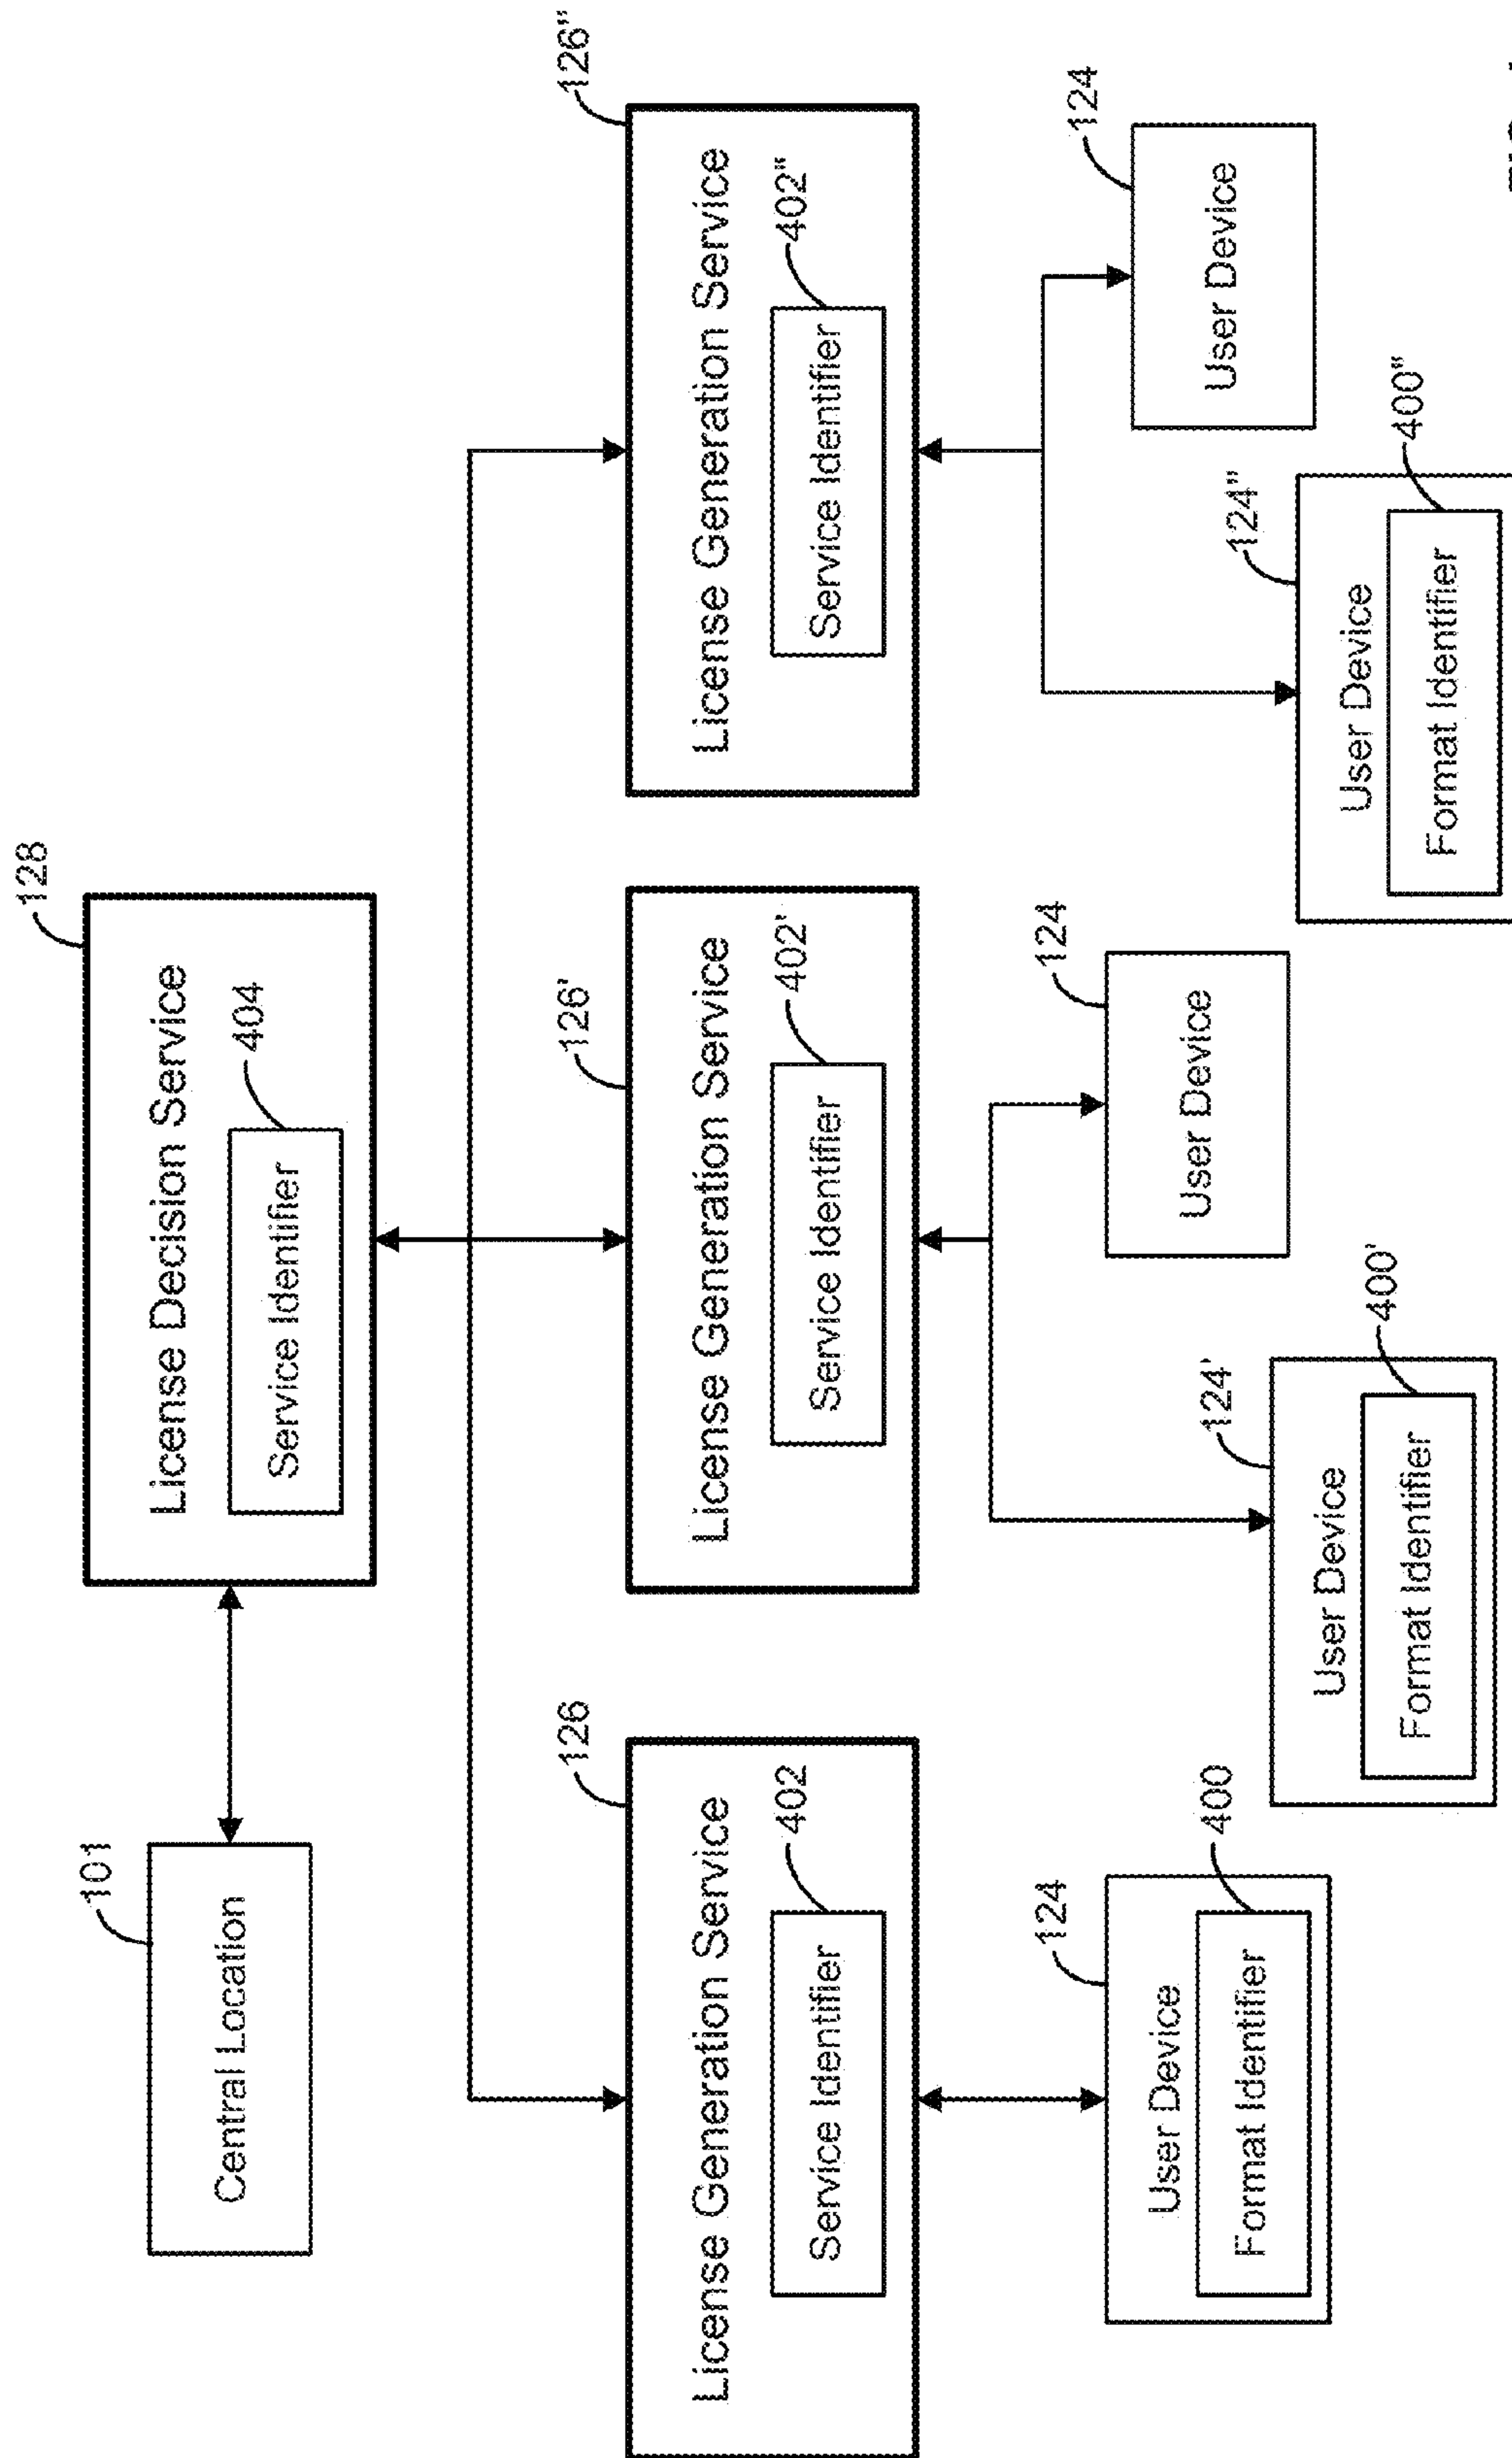 101
Central Location
128
License Decision Service
404
Service Identifier
126
License Generation Service
402
Service Identifier
126'
License Generation Service
402'
Service Identifier
126"
License Generation Service
402"
Service Identifier
124
User Device
400
Format Identifier
124'
User Device
400'
Format Identifier
124
User Device
124"
User Device
400"
Format Identifier
124
User Device